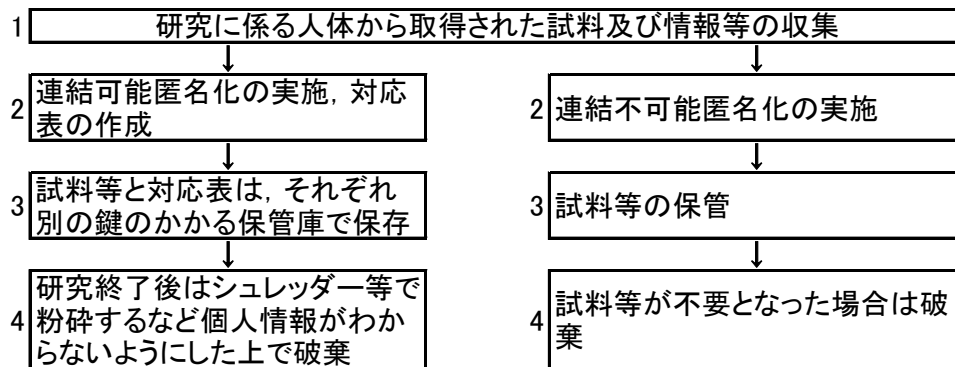 1 研究に係る人体から取得された試料及び情報等の収集
↓ ↓
2 連結可能匿名化の実施，対応
表の作成
2 連結不可能匿名化の実施
↓ ↓
3 試料等と対応表は，それぞれ
別の鍵のかかる保管庫で保存
3 試料等の保管
↓ ↓
4 研究終了後はシュレッダー等で
粉砕するなど個人情報がわか
らないようにした上で破棄
4 試料等が不要となった場合は破
棄